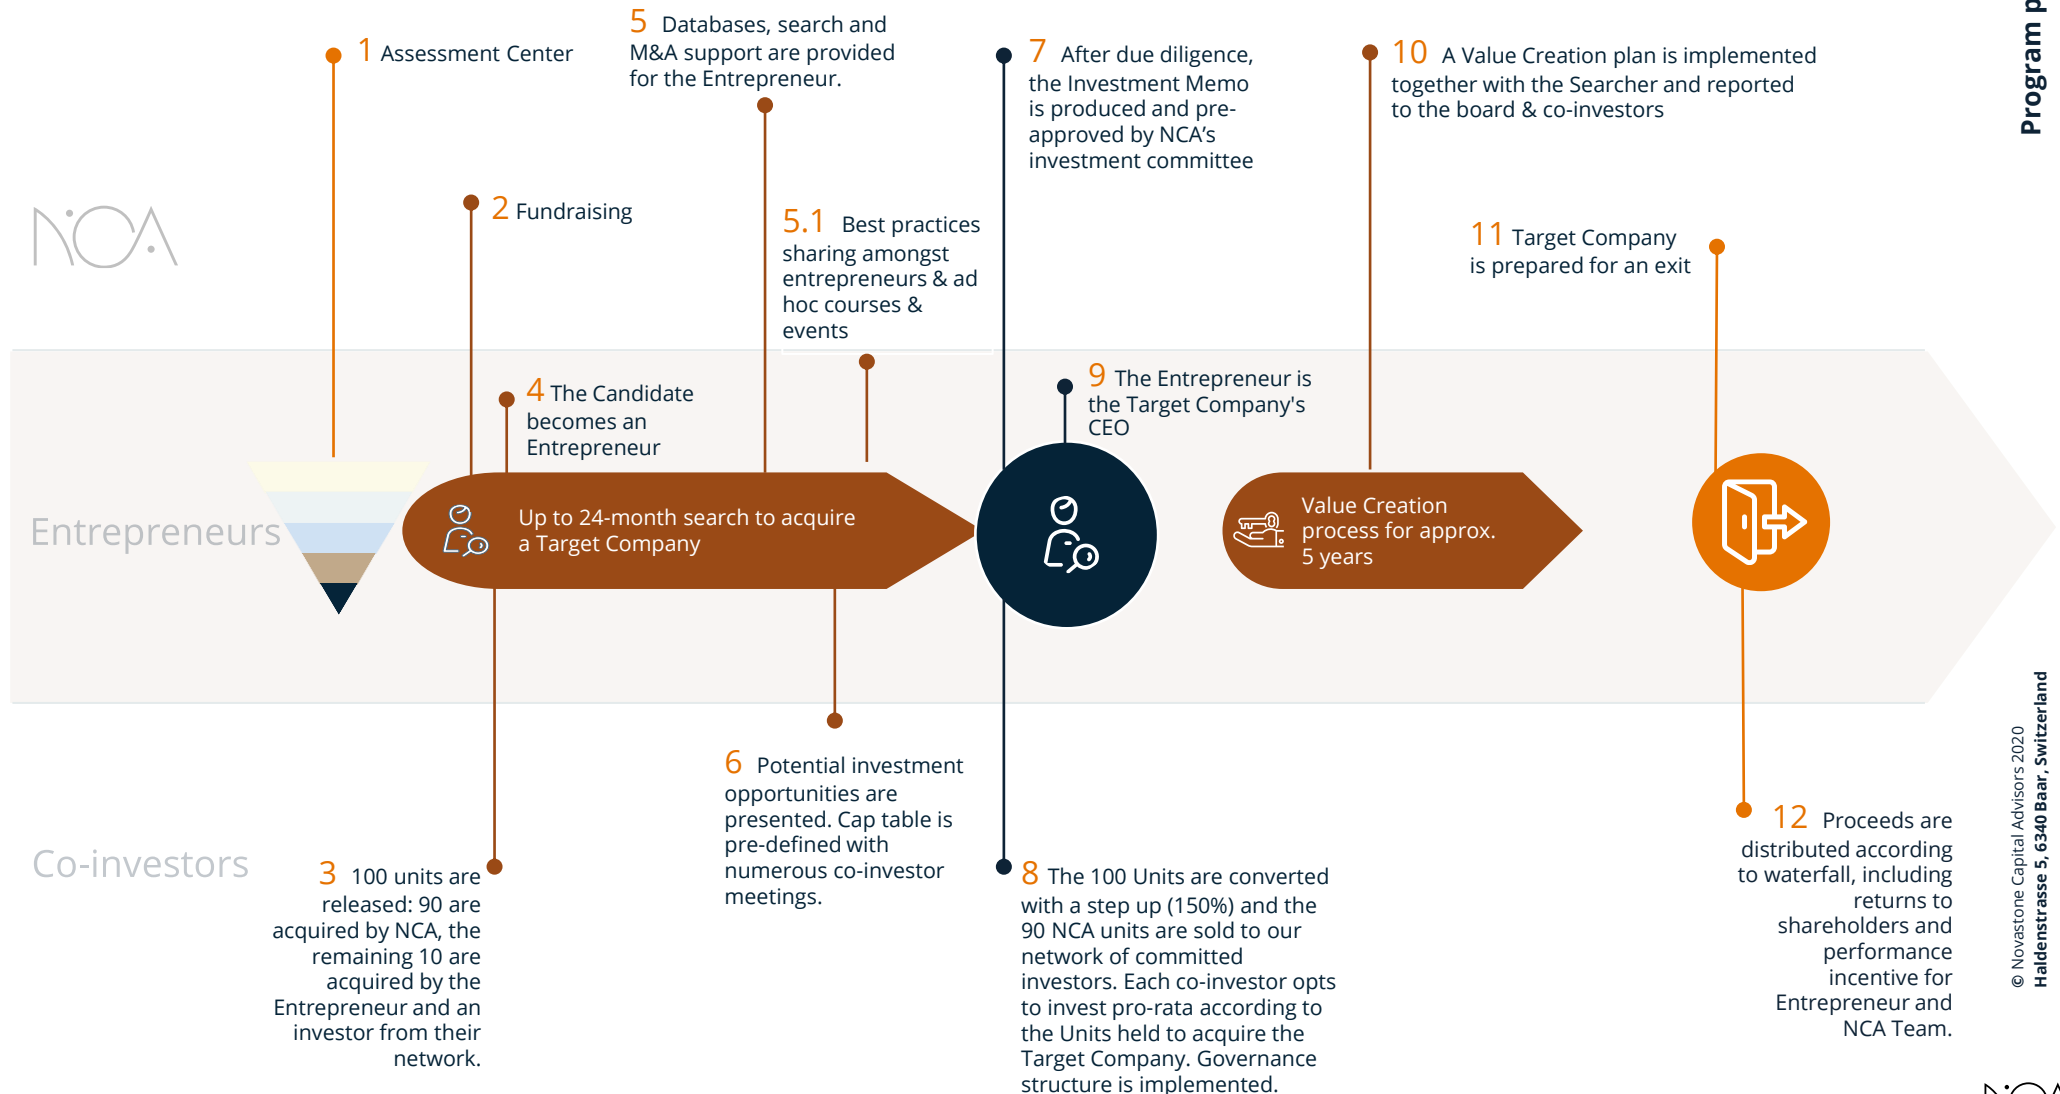 1 Assessment Center
2 Fundraising
3 100 units are
released: 90 are
acquired by NCA, the
remaining 10 are
acquired by the
Entrepreneur and an
investor from their
network.
4 The Candidate
becomes an
Entrepreneur
5 Databases, search and
M&A support are provided
for the Entrepreneur.
5.1 Best practices
sharing amongst
entrepreneurs & ad
hoc courses &
events
6 Potential investment
opportunities are
presented. Cap table is
pre-defined with
numerous co-investor
meetings.
7 After due diligence,
the Investment Memo
is produced and pre-
approved by NCA’s
investment committee
8 The 100 Units are converted
with a step up (150%) and the
90 NCA units are sold to our
network of committed
investors. Each co-investor opts
to invest pro-rata according to
the Units held to acquire the
Target Company. Governance
structure is implemented.
9 The Entrepreneur is
the Target Company's
CEO
10 A Value Creation plan is implemented
together with the Searcher and reported
to the board & co-investors
11 Target Company
is prepared for an exit
12 Proceeds are
distributed according
to waterfall, including
returns to
shareholders and
performance
incentive for
Entrepreneur and
NCA Team.
NCA
Entrepreneurs
Co-investors
Up to 24-month search to acquire
a Target Company
Value Creation
process for approx.
5 years
Program p
© Novastone Capital Advisors 2020
Haldenstrasse 5, 6340 Baar, Switzerland